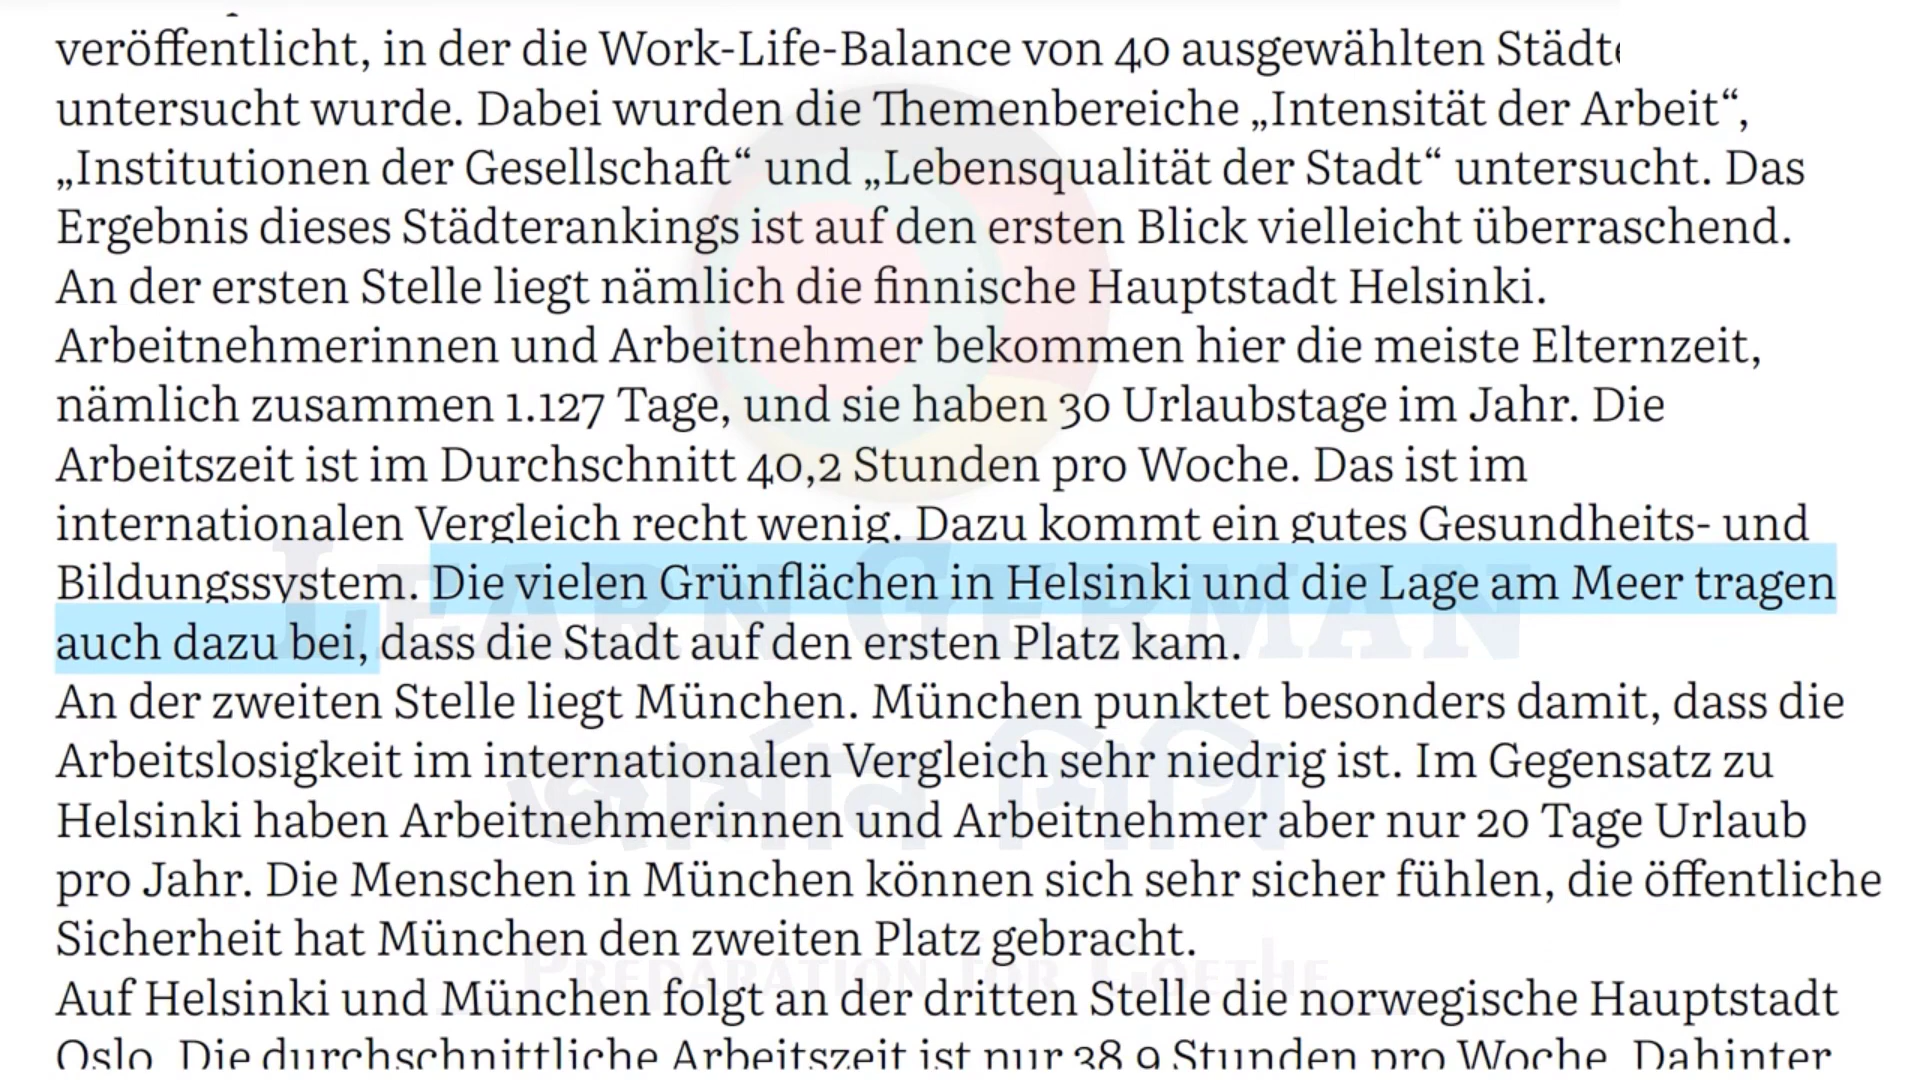 veröffentlicht, in der die Work-Life-Balance von 40 ausgewählten Städte
untersucht wurde. Dabei wurden die Themenbereiche „Intensität der Arbeit“,
„Institutionen der Gesellschaft“ und „Lebensqualität der Stadt“ untersucht. Das
Ergebnis dieses Städterankings ist auf den ersten Blick vielleicht überraschend.
An der ersten Stelle liegt nämlich die finnische Hauptstadt Helsinki.
Arbeitnehmerinnen und Arbeitnehmer bekommen hier die meiste Elternzeit,
nämlich zusammen 1.127 Tage, und sie haben 30 Urlaubstage im Jahr. Die
Arbeitszeit ist im Durchschnitt 40,2 Stunden pro Woche. Das ist im
internationalen Vergleich recht wenig. Dazu kommt ein gutes Gesundheits- und
Bildungssystem. Die vielen Grünflächen in Helsinki und die Lage am Meer tragen
auch dazu bei, dass die Stadt auf den ersten Platz kam.
An der zweiten Stelle liegt München. München punktet besonders damit, dass die
Arbeitslosigkeit im internationalen Vergleich sehr niedrig ist. Im Gegensatz zu
Helsinki haben Arbeitnehmerinnen und Arbeitnehmer aber nur 20 Tage Urlaub
pro Jahr. Die Menschen in München können sich sehr sicher fühlen, die öffentliche
Sicherheit hat München den zweiten Platz gebracht.
Auf Helsinki und München folgt an der dritten Stelle die norwegische Hauptstadt
Oslo. Die durchschnittliche Arbeitszeit ist nur 38,9 Stunden pro Woche. Dahinter
LEARN GERMAN
জার্মান শিখি
PREPARATION FOR GOETHE